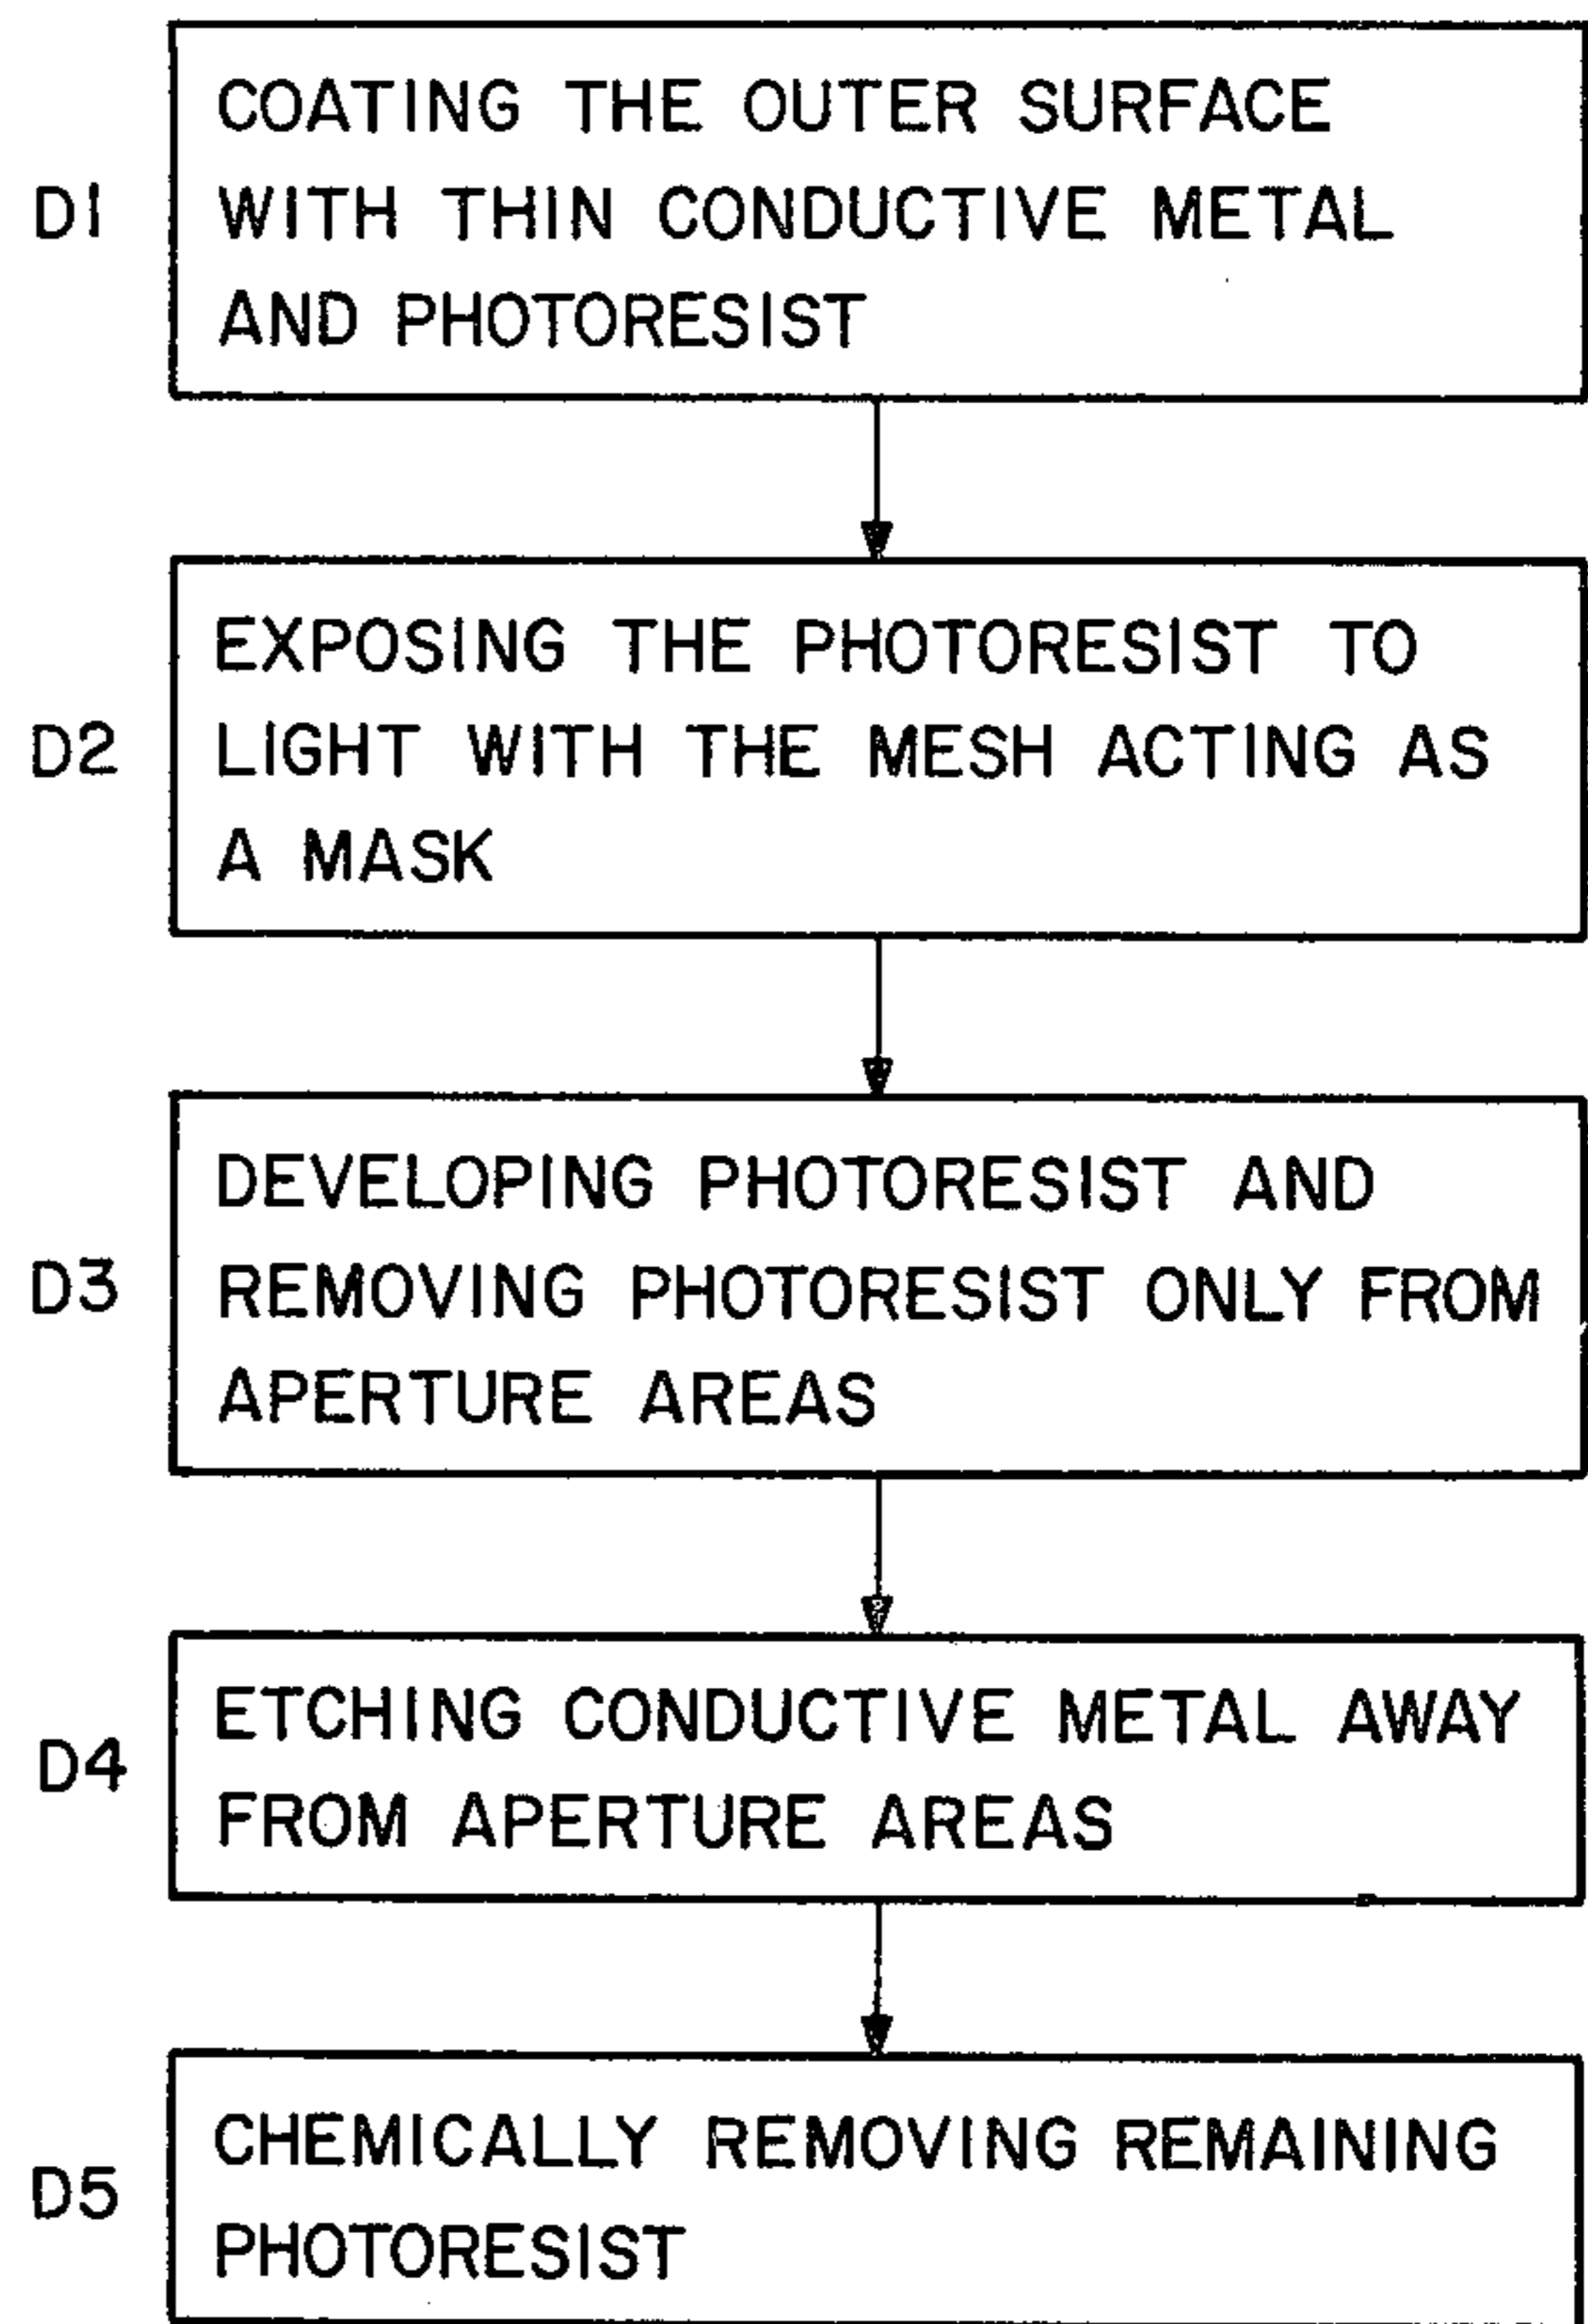 COATING THE OUTER SURFACE
D1 WITH THIN CONDUCTIVE METAL
AND PHOTORESIST
EXPOSING THE PHOTORESIST TO
D2 LIGHT WITH THE MESH ACTING AS
A MASK
DEVELOPING PHOTORESIST AND
D3 REMOVING PHOTORESIST ONLY FROM
APERTURE AREAS
ETCHING CONDUCTIVE METAL AWAY
D4
FROM APERTURE AREAS
CHEMICALLY REMOVING REMAINING
D5
PHOTORESIST